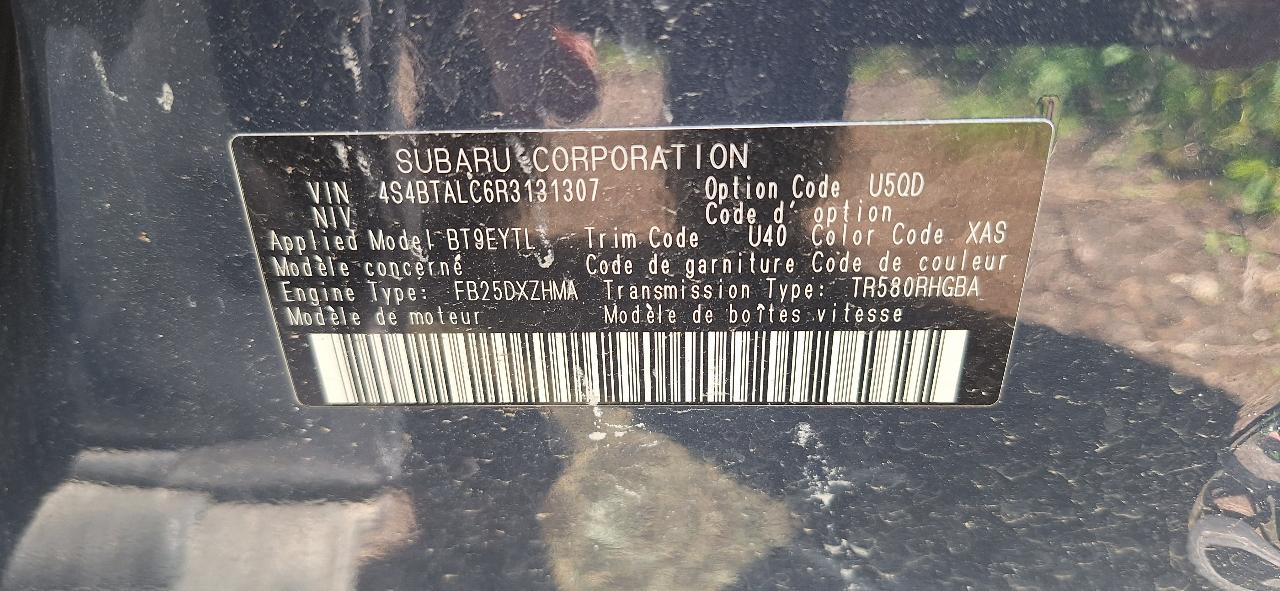 SUBARU CORPORATION
VIN 4S4BTALC6R3131307 Option Code U5QD
NIV Code d'option
Applied Model BT9EYTL Trim Code U40 Color Code XAS
Modèle concerné Code de garniture Code de couleur
Engine Type: FB25DXZHMA Transmission Type: TR580RHGBA
Modèle de moteur Modèle de boîtes vitesse